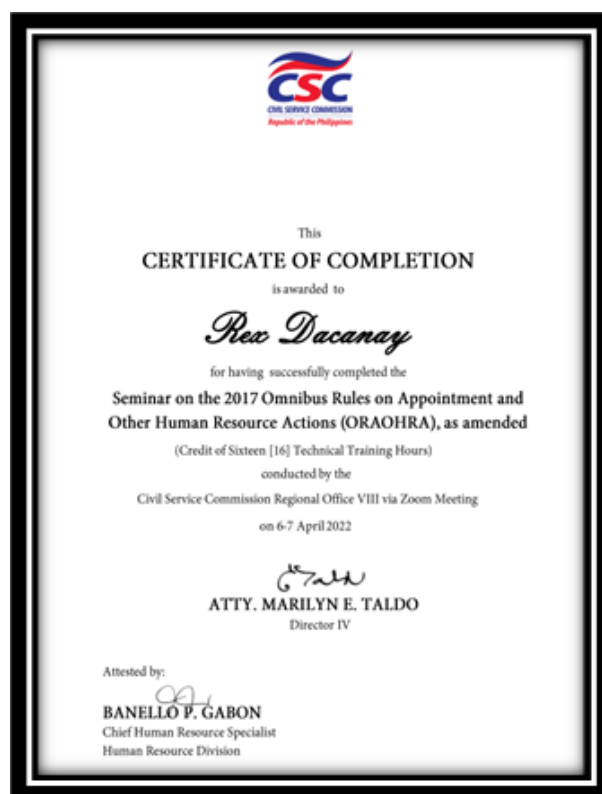 CSC
CIVIL SERVICE COMMISSION
Republic of the Philippines
This
CERTIFICATE OF COMPLETION
is awarded to
Rex Dacanay
for having successfully completed the
Seminar on the 2017 Omnibus Rules on Appointment and
Other Human Resource Actions (ORAOHRA), as amended
(Credit of Sixteen [16] Technical Training Hours)
conducted by the
Civil Service Commission Regional Office VIII via Zoom Meeting
on 6-7 April 2022
ATTY. MARILYN E. TALDO
Director IV
Attested by:
BANELLO P. GABON
Chief Human Resource Specialist
Human Resource Division